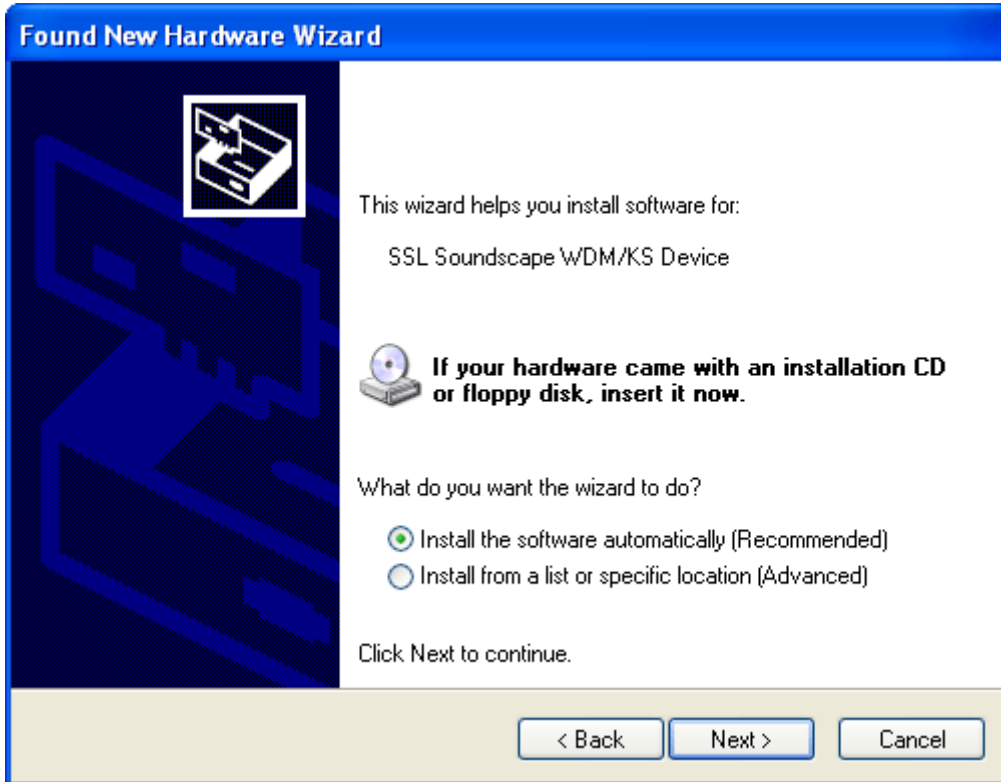 Found New Hardware Wizard
This wizard helps you install software for:
SSL Soundscape WDM/KS Device
If your hardware came with an installation CD
or floppy disk, insert it now.
What do you want the wizard to do?
Install the software automatically (Recommended)
Install from a list or specific location (Advanced)
Click Next to continue.
< Back
Next >
Cancel